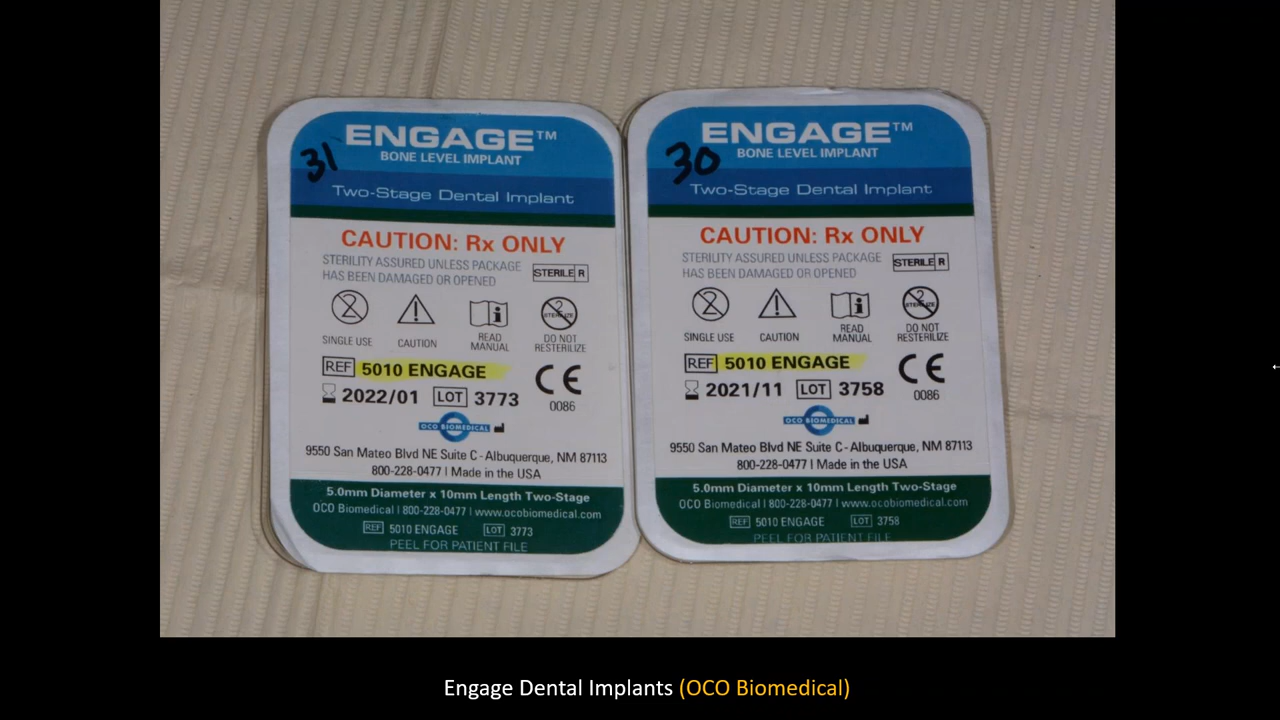 31
ENGAGE™
BONE LEVEL IMPLANT
Two-Stage Dental Implant
CAUTION: Rx ONLY
STERILITY ASSURED UNLESS PACKAGE
HAS BEEN DAMAGED OR OPENED
STERILE R
2
STERILIZE
SINGLE USE
CAUTION
READ
MANUAL
DO NOT
RESTERILIZE
REF 5010 ENGAGE
2022/01 LOT 3773
CE
0086
OCO BIOMEDICAL
9550 San Mateo Blvd NE Suite C - Albuquerque, NM 87113
800-228-0477 | Made in the USA
5.0mm Diameter x 10mm Length Two-Stage
OCO Biomedical | 800-228-0477 | www.ocobiomedical.com
REF 5010 ENGAGE LOT 3773
PEEL FOR PATIENT FILE
30
ENGAGE™
BONE LEVEL IMPLANT
Two-Stage Dental Implant
CAUTION: Rx ONLY
STERILITY ASSURED UNLESS PACKAGE
HAS BEEN DAMAGED OR OPENED
STERILE R
2
STERILIZE
SINGLE USE
CAUTION
READ
MANUAL
DO NOT
RESTERILIZE
REF 5010 ENGAGE
2021/11 LOT 3758
CE
0086
OCO BIOMEDICAL
9550 San Mateo Blvd NE Suite C - Albuquerque, NM 87113
800-228-0477 | Made in the USA
5.0mm Diameter x 10mm Length Two-Stage
OCO Biomedical | 800-228-0477 | www.ocobiomedical.com
REF 5010 ENGAGE LOT 3758
PEEL FOR PATIENT FILE
Engage Dental Implants (OCO Biomedical)